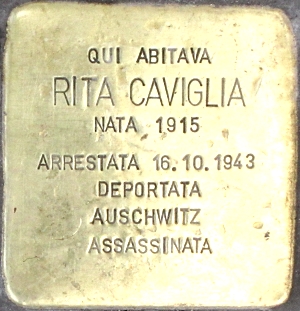 QUI ABITAVA
RITA CAVIGLIA
NATA 1915
ARRESTATA 16.10.1943
DEPORTATA
AUSCHWITZ
ASSASSINATA